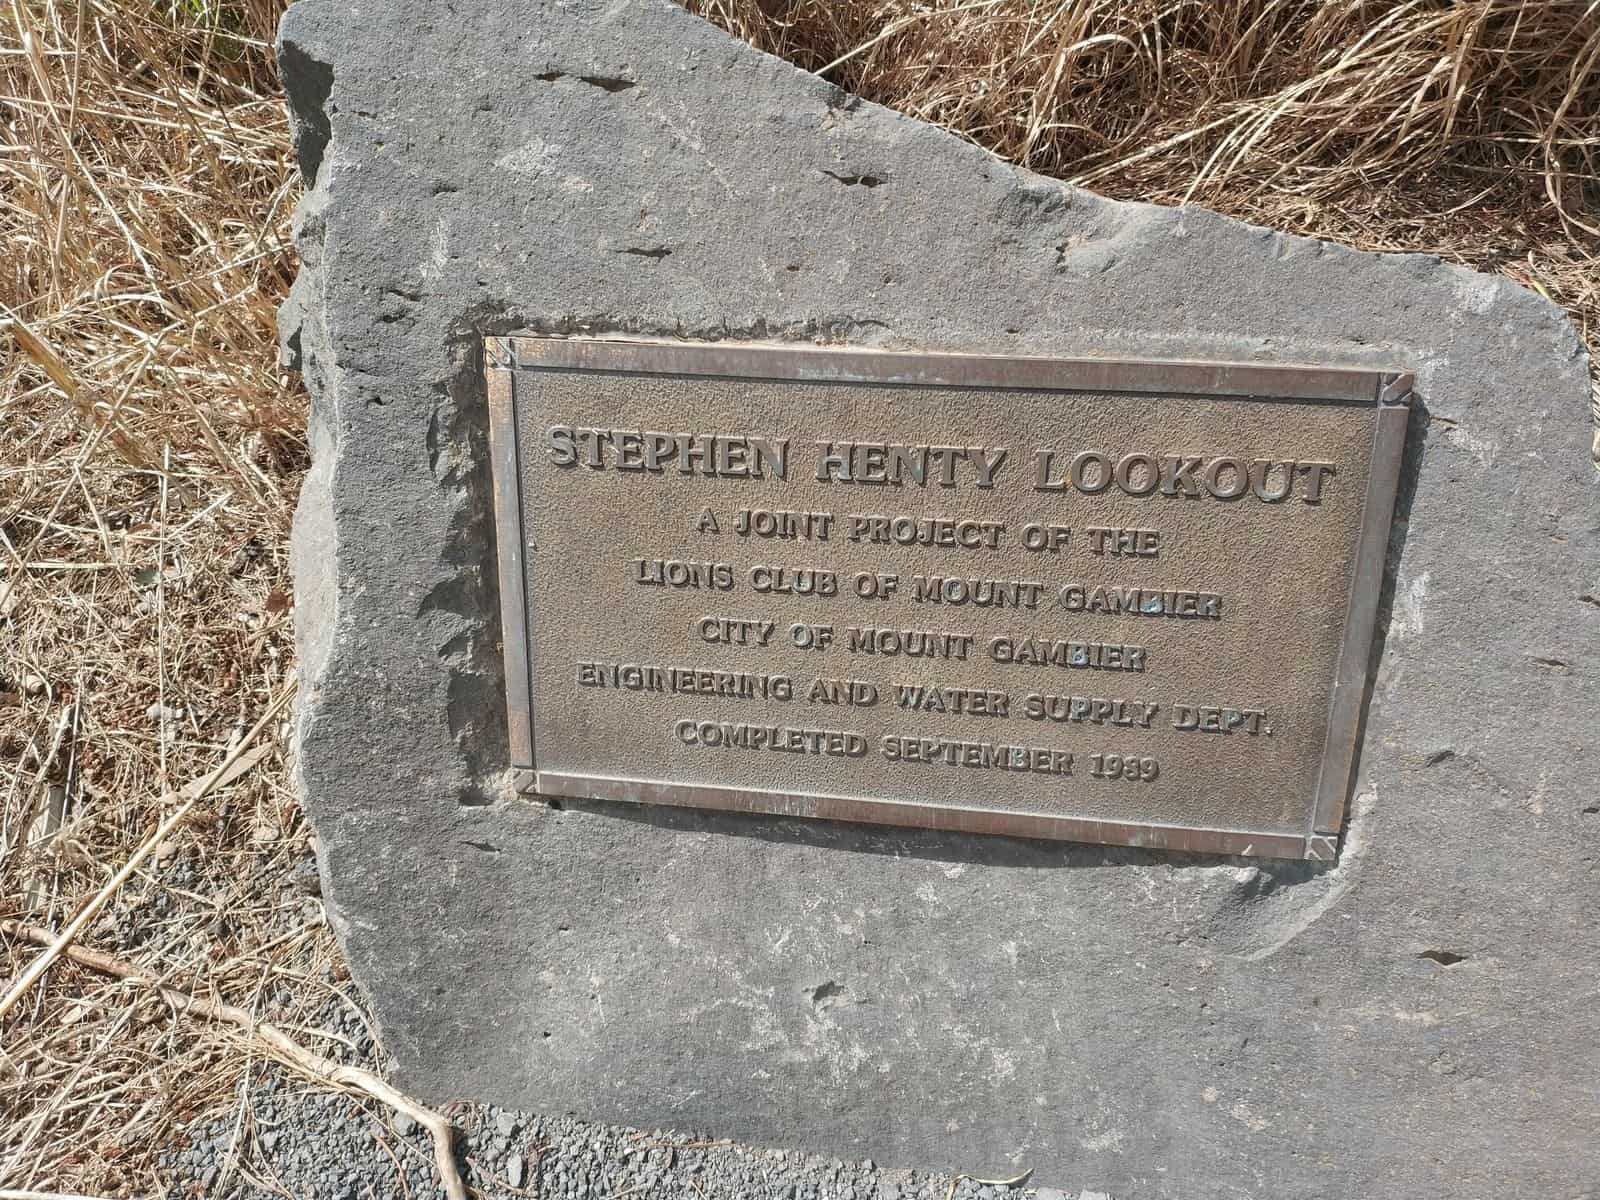 STEPHEN HENTY LOOKOUT
A JOINT PROJECT OF THE
LIONS CLUB OF MOUNT GAMBIER
CITY OF MOUNT GAMBIER
ENGINEERING AND WATER SUPPLY DEPT.
COMPLETED SEPTEMBER 1989